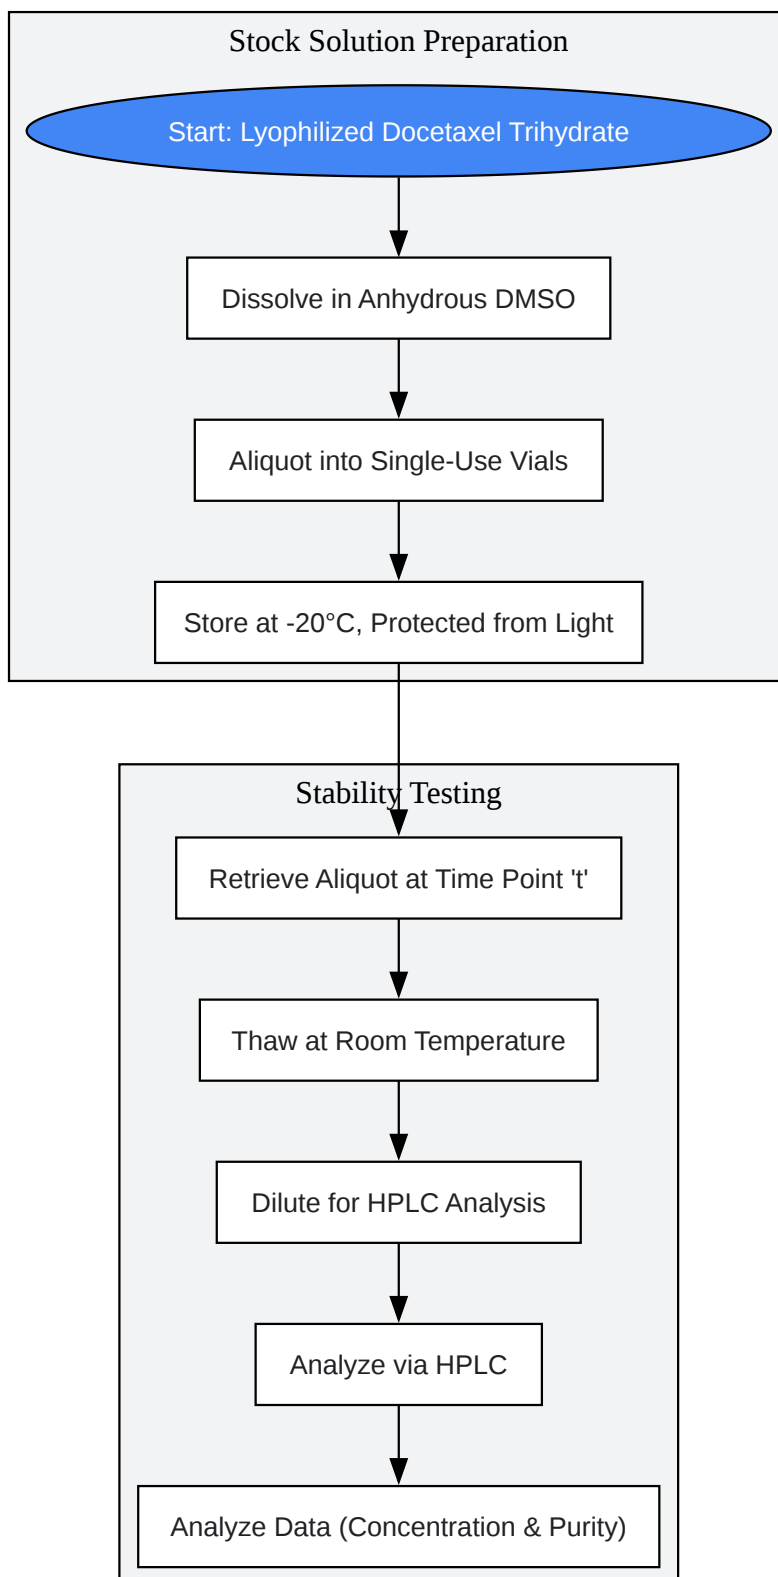 Stock Solution Preparation
Start: Lyophilized Docetaxel Trihydrate
Dissolve in Anhydrous DMSO
Aliquot into Single-Use Vials
Store at -20°C, Protected from Light
Stability Testing
Retrieve Aliquot at Time Point 't'
Thaw at Room Temperature
Dilute for HPLC Analysis
Analyze via HPLC
Analyze Data (Concentration & Purity)